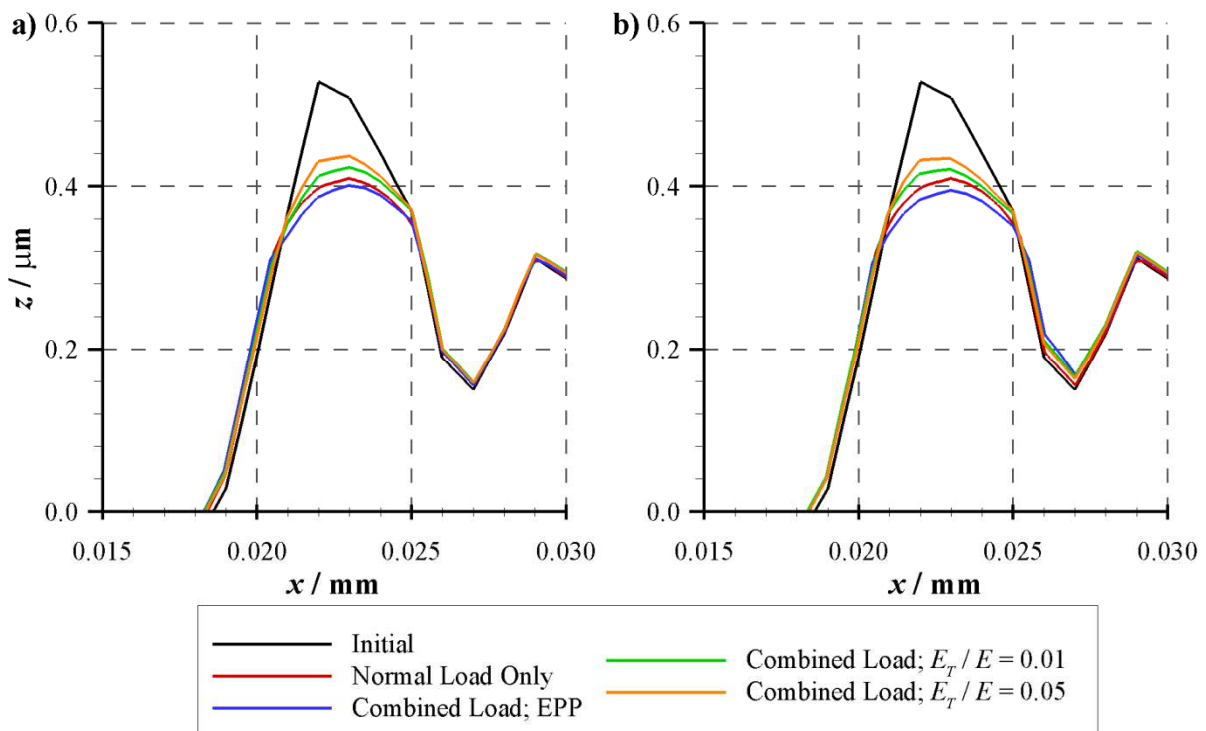 a)
0.6
0.4
0.2
0.0
z / μm
0.015
0.020
0.025
0.030
x / mm
b)
0.6
0.4
0.2
0.0
0.015
0.020
0.025
0.030
x / mm
Initial
Normal Load Only
Combined Load; EPP
Combined Load; E_T / E = 0.01
Combined Load; E_T / E = 0.05